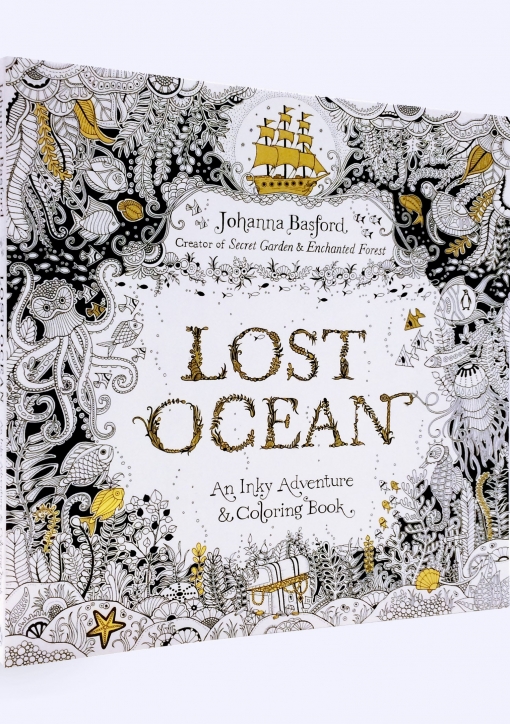 Johanna Basford
Creator of Secret Garden & Enchanted Forest
LOST
OCEAN
An Inky Adventure
& Coloring Book